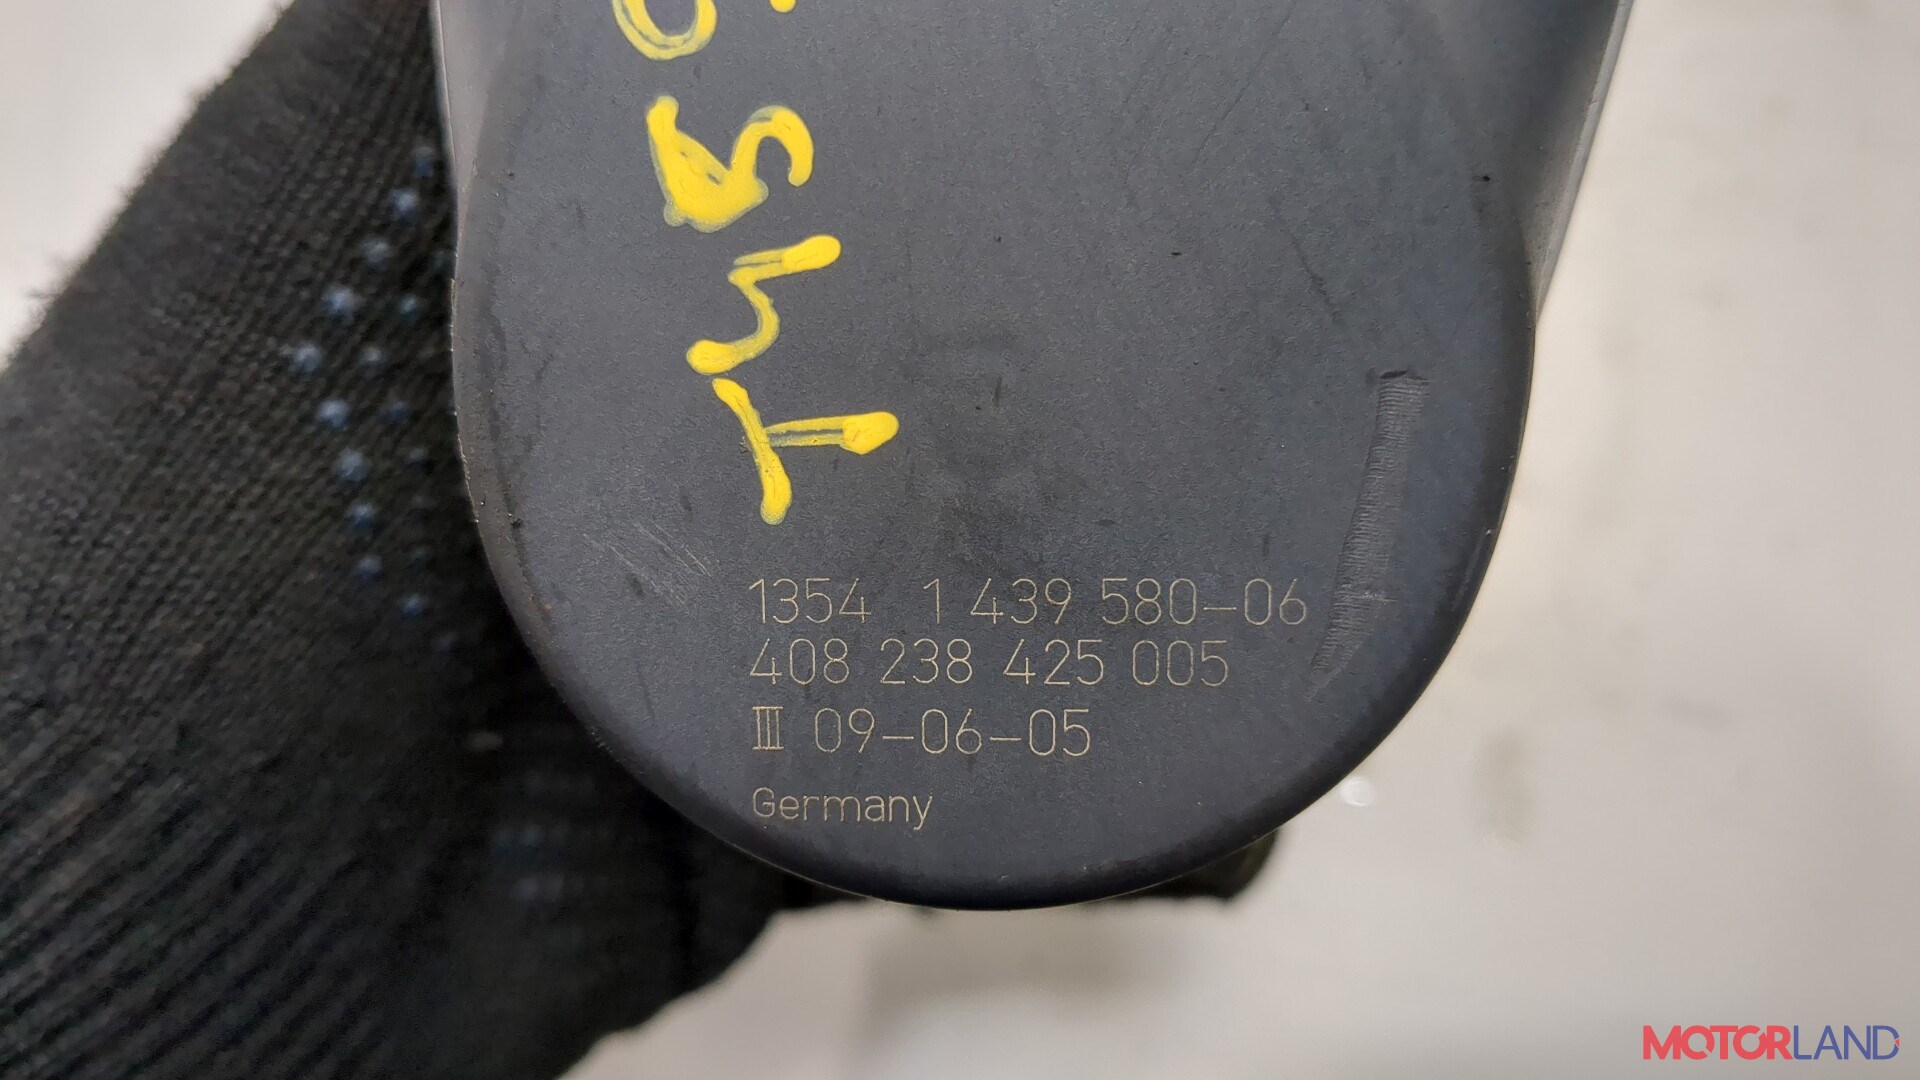 1354 1 439 580-06
408 238 425 005
III 09-06-05
Germany
MOTORLAND